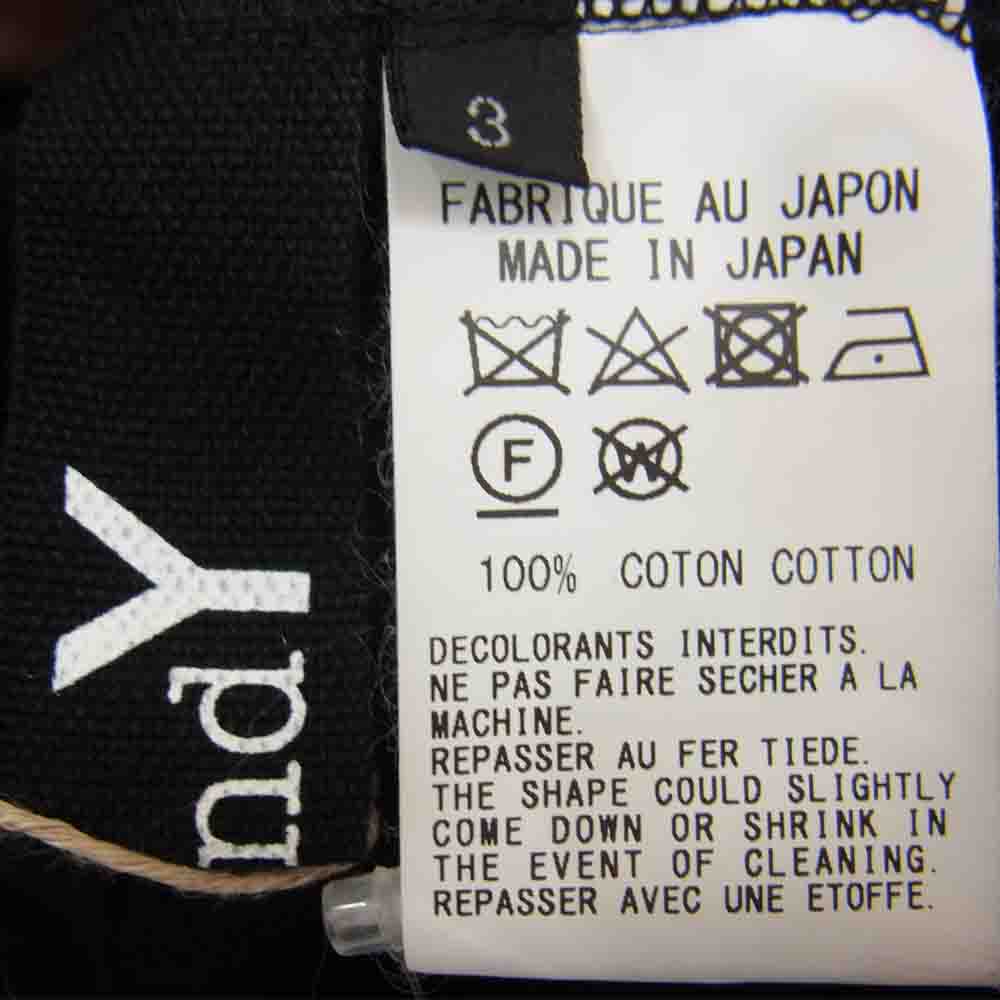 3
FABRIQUE AU JAPON
MADE IN JAPAN
F
W
100% COTON COTTON
DECOLORANTS INTERDITS.
NE PAS FAIRE SECHER A LA
MACHINE.
REPASSER AU FER TIEDE.
THE SHAPE COULD SLIGHTLY
COME DOWN OR SHRINK IN
THE EVENT OF CLEANING.
REPASSER AVEC UNE ETOFFE.
ndY